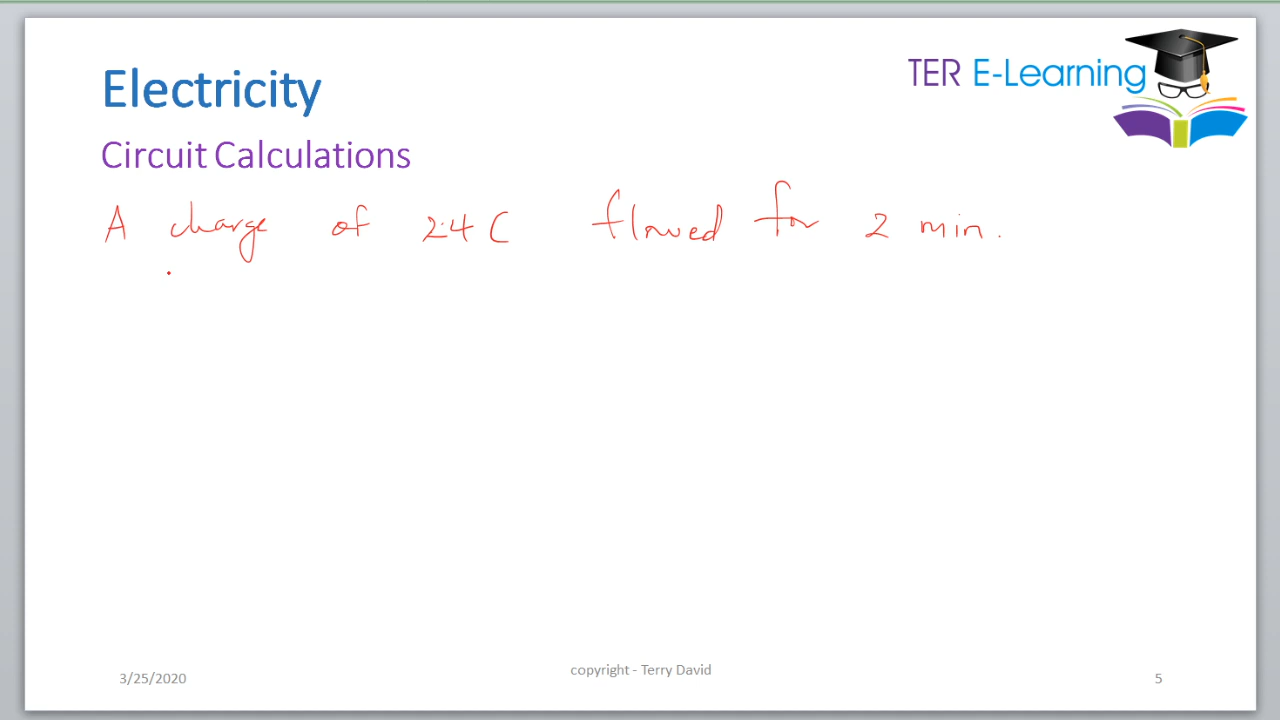 Electricity
TER E-Learning
Circuit Calculations
A charge of 2.4 C flowed for 2 min.
3/25/2020
copyright - Terry David
5